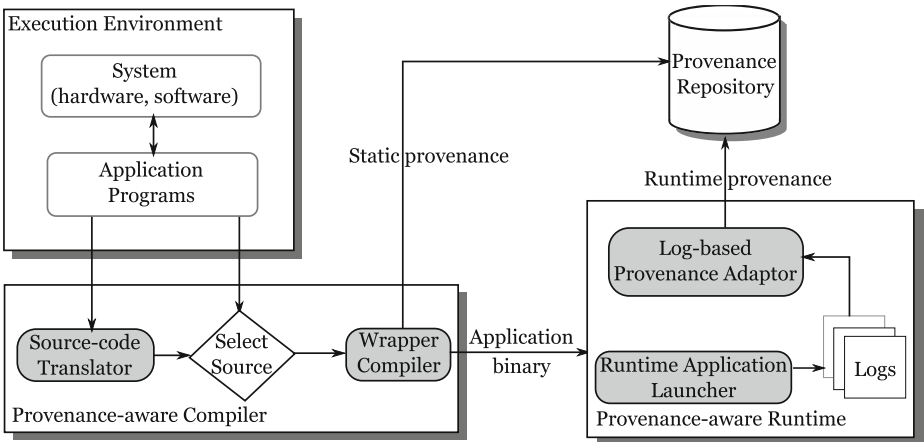 Execution Environment
System
(hardware, software)
Application
Programs
Provenance
Repository
Static provenance
Runtime provenance
Log-based
Provenance Adaptor
Source-code
Translator
Select
Source
Wrapper
Compiler
Application
binary
Runtime Application
Launcher
Logs
Provenance-aware Compiler
Provenance-aware Runtime